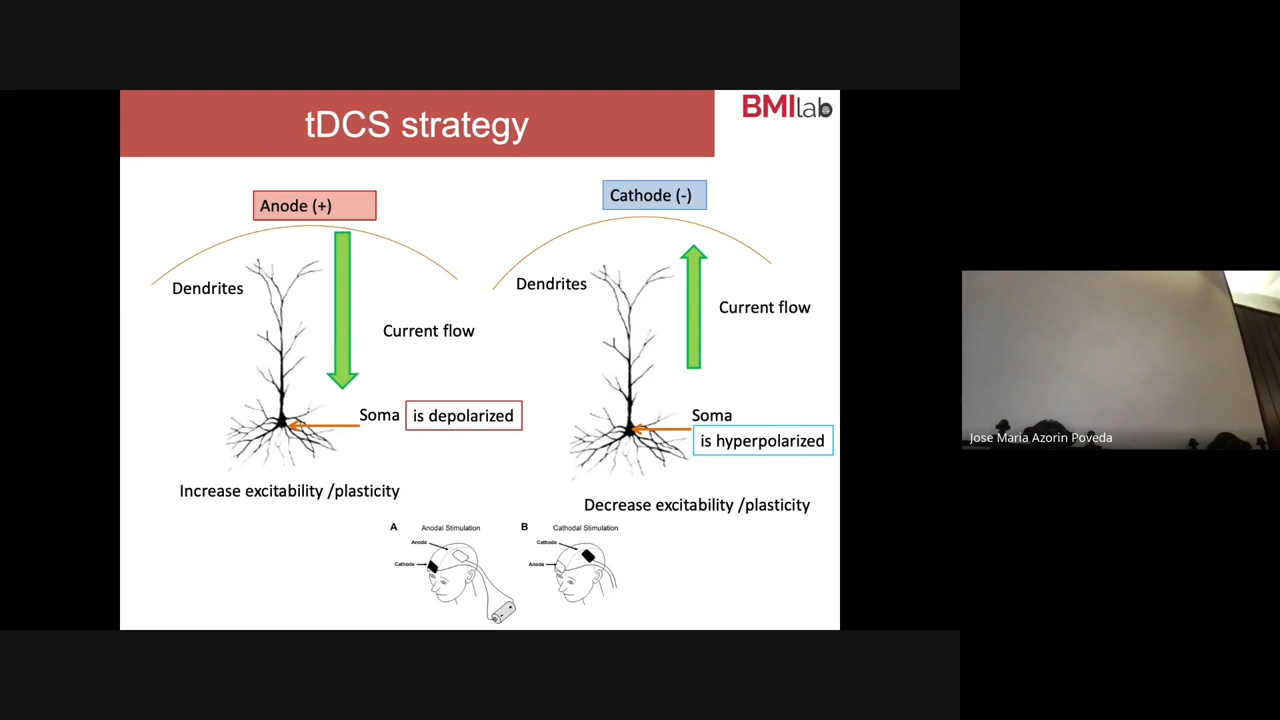 tDCS strategy
BMIlab
Anode (+)
Cathode (-)
Dendrites
Current flow
Soma
is depolarized
Increase excitability /plasticity
Dendrites
Current flow
Soma
is hyperpolarized
Decrease excitability /plasticity
A
Anodal Stimulation
Anode
Cathode
B
Cathodal Stimulation
Cathode
Anode
Jose Maria Azorin Poveda